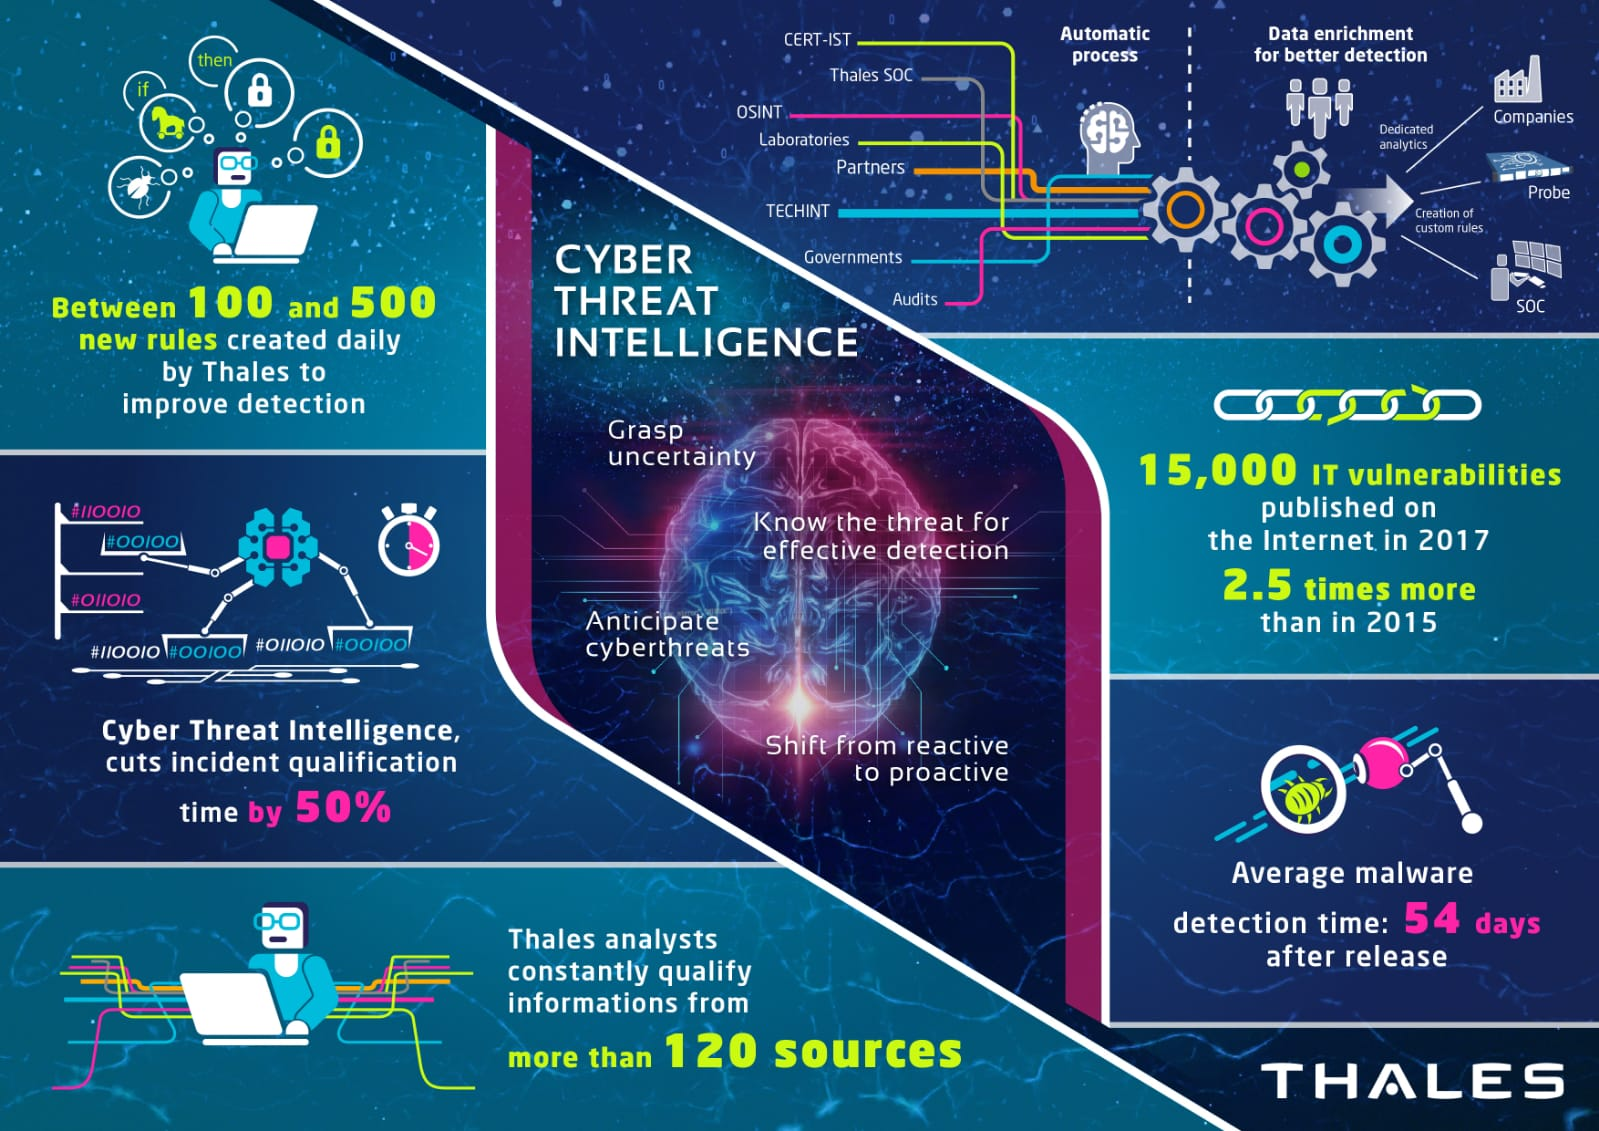 if
then
Between 100 and 500
new rules created daily
by Thales to
improve detection
CERT-IST
Thales SOC
OSINT
Laboratories
Partners
TECHINT
Governments
Audits
Automatic
process
Data enrichment
for better detection
Dedicated
analytics
Creation of
custom rules
Companies
Probe
SOC
CYBER
THREAT
INTELLIGENCE
Grasp
uncertainty
Know the threat for
effective detection
Anticipate
cyberthreats
Shift from reactive
to proactive
15,000 IT vulnerabilities
published on
the Internet in 2017
2.5 times more
than in 2015
#110010
#00100
#011010
#110010 #00100 #011010 #00100
Cyber Threat Intelligence,
cuts incident qualification
time by 50%
Average malware
detection time: 54 days
after release
Thales analysts
constantly qualify
informations from
more than 120 sources
THALES